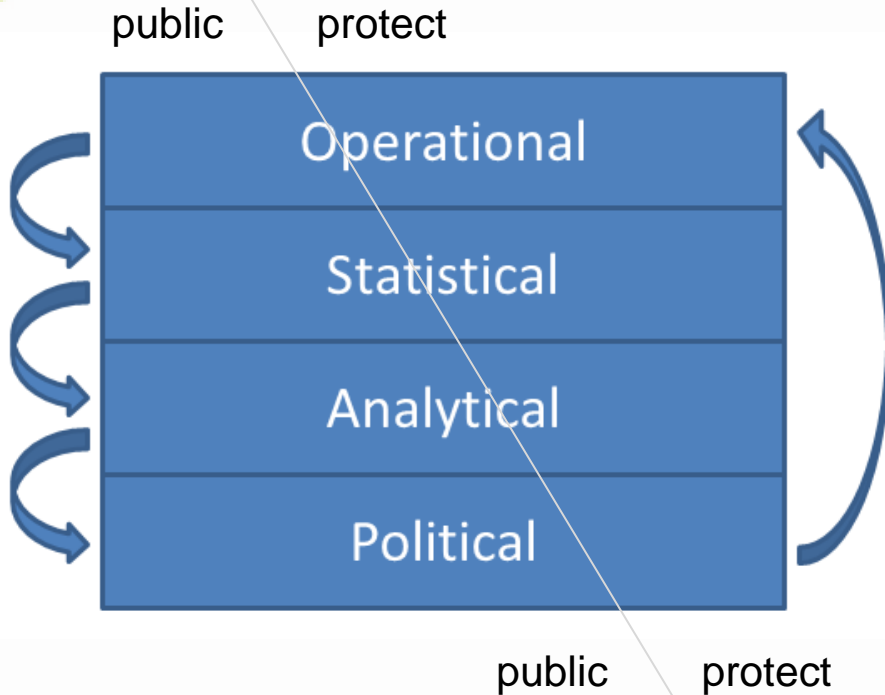 public protect
Operational
Statistical
Analytical
Political
public protect